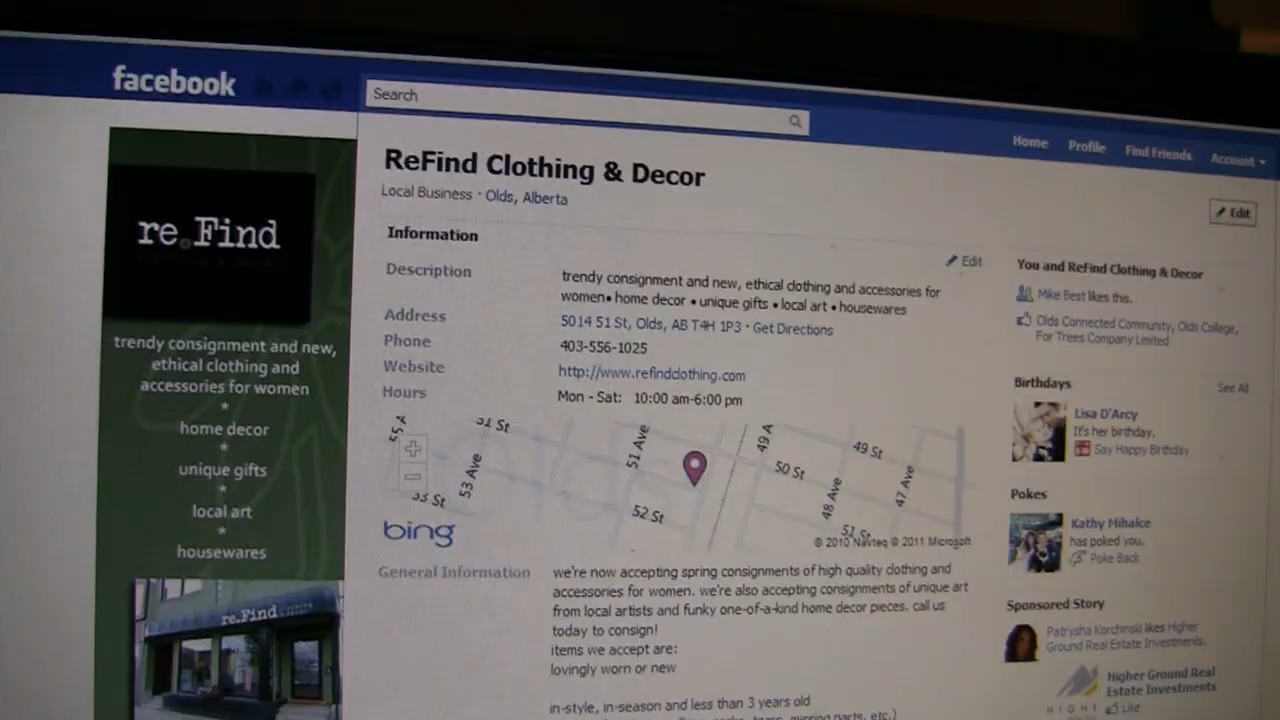 facebook
Search
Home Profile Find Friends Account
re.Find
trendy consignment and new,
ethical clothing and
accessories for women
home decor
unique gifts
local art
housewares
re.Find
ReFind Clothing & Decor
Local Business · Olds, Alberta
Edit
Information
Edit
Description
trendy consignment and new, ethical clothing and accessories for
women• home decor • unique gifts • local art • housewares
Address 5014 51 St, Olds, AB T4H 1P3 · Get Directions
Phone 403-556-1025
Website http://www.refindclothing.com
Hours Mon - Sat: 10:00 am-6:00 pm
51 St
53 Ave
51 Ave
52 St
49 A
50 St
49 St
48 Ave
47 Ave
51 St
bing
© 2010 Navteq © 2011 Microsoft
General Information
we're now accepting spring consignments of high quality clothing and
accessories for women. we're also accepting consignments of unique art
from local artists and funky one-of-a-kind home decor pieces. call us
today to consign!
items we accept are:
lovingly worn or new
in-style, in-season and less than 3 years old
missing parts, etc.)
You and ReFind Clothing & Decor
Mike Best likes this.
Olds Connected Community, Olds College,
For Trees Company Limited
Birthdays See All
Lisa D'Arcy
It's her birthday.
Say Happy Birthday
Pokes
Kathy Mihalce
has poked you.
Poke Back
Sponsored Story
Patrysha Korchinski likes Higher
Ground Real Estate Investments.
Higher Ground Real
Estate Investments
Like